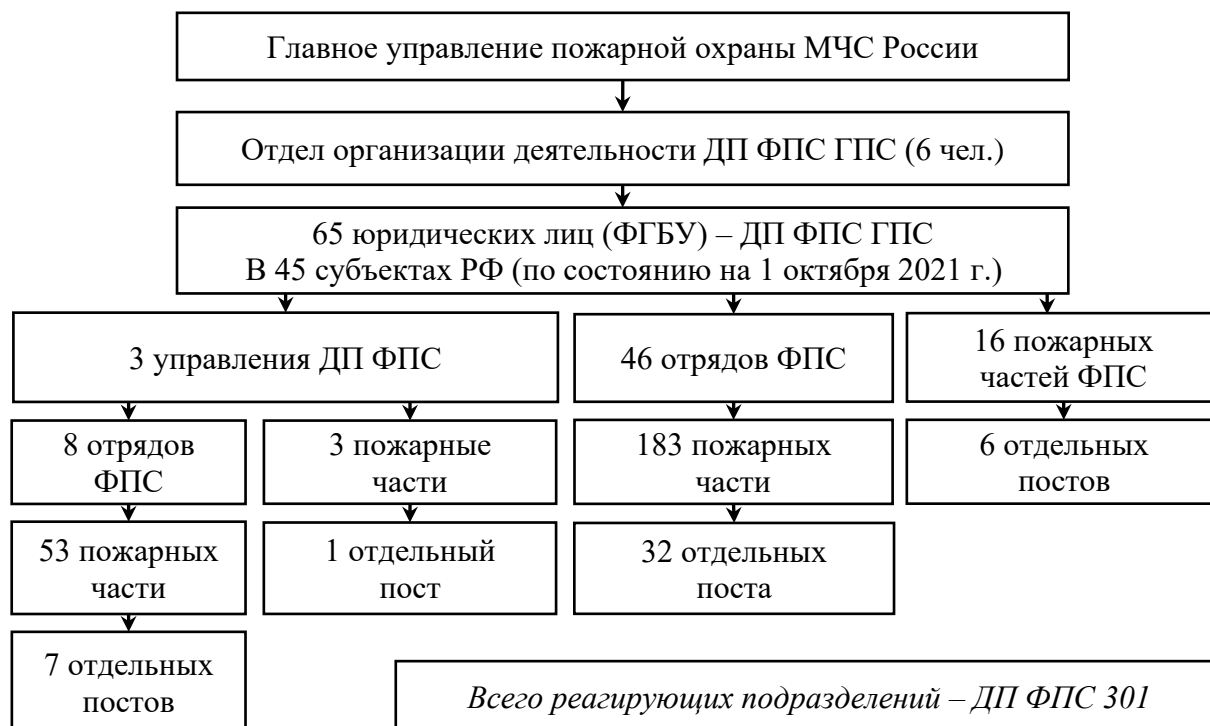 Главное управление пожарной охраны МЧС России
Отдел организации деятельности ДП ФПС ГПС (6 чел.)
65 юридических лиц (ФГБУ) – ДП ФПС ГПС
В 45 субъектах РФ (по состоянию на 1 октября 2021 г.)
3 управления ДП ФПС
46 отрядов ФПС
16 пожарных
частей ФПС
8 отрядов
ФПС
3 пожарные
части
183 пожарных
части
6 отдельных
постов
53 пожарных
части
1 отдельный
пост
32 отдельных
поста
7 отдельных
постов
Всего реагирующих подразделений – ДП ФПС 301